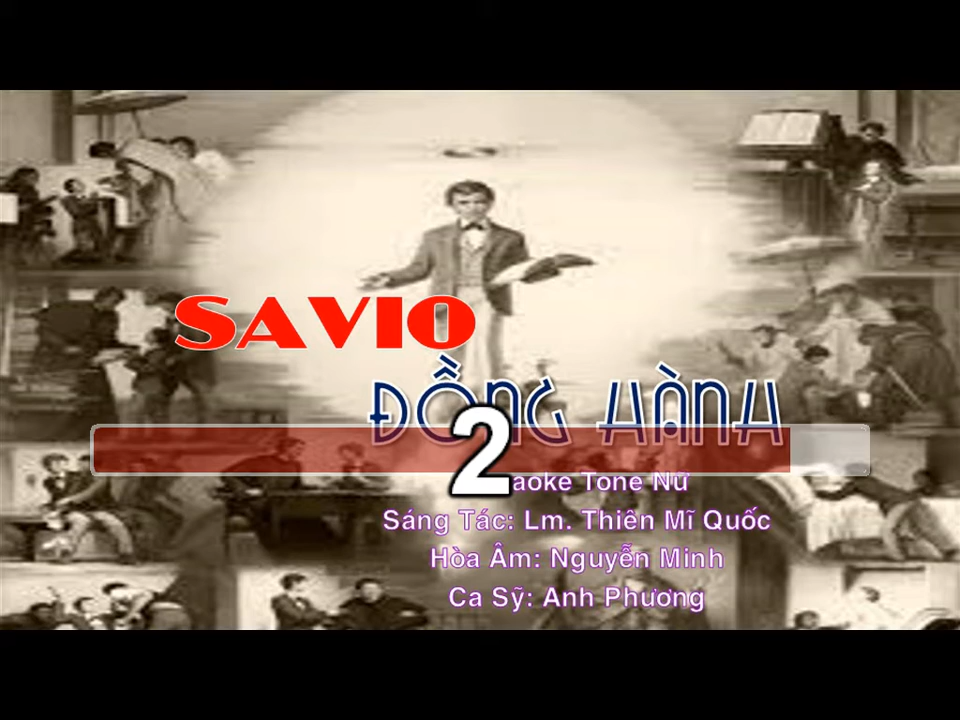 SAVIO
ĐỒNG HÀNH
2
aoke Tone Nữ
Sáng Tác: Lm. Thiên Mĩ Quốc
Hòa Âm: Nguyễn Minh
Ca Sỹ: Anh Phương